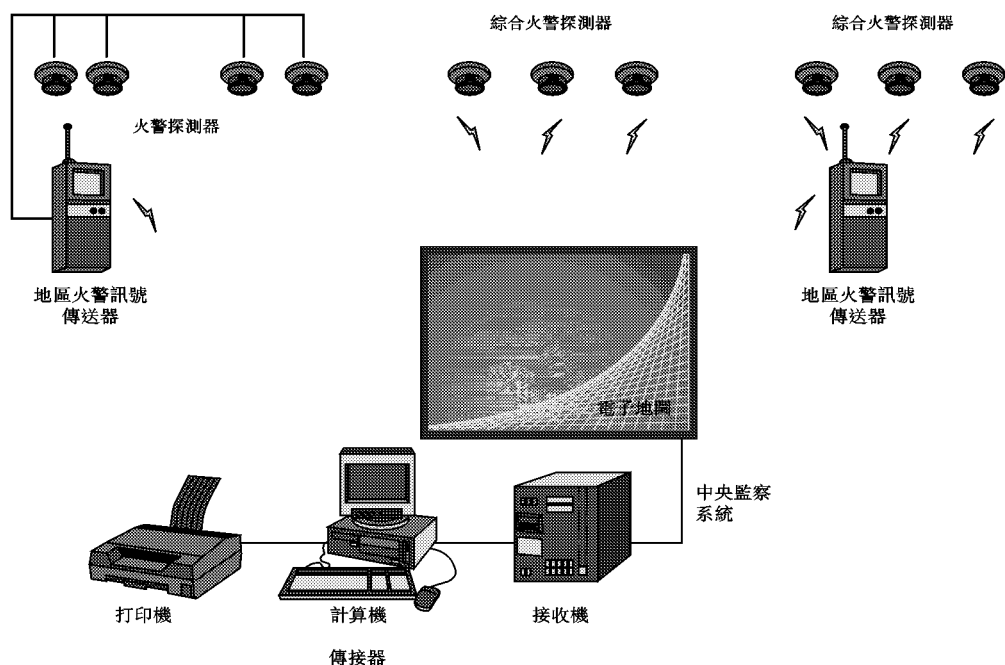 綜合火警探測器
綜合火警探測器
火警探測器
地區火警訊號
傳送器
地區火警訊號
傳送器
電子地圖
中央監察
系統
打印機
計算機
接收機
傳接器